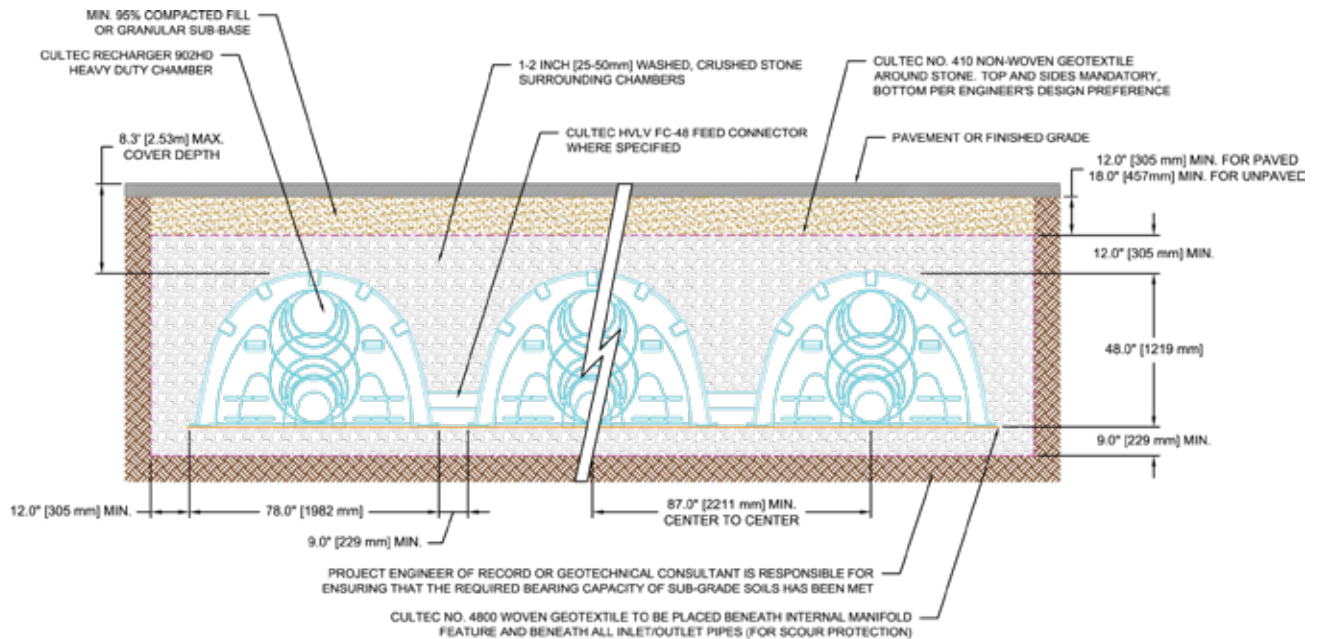 MIN. 95% COMPACTED FILL
OR GRANULAR SUB-BASE
CULTEC RECHARGER 902HD
HEAVY DUTY CHAMBER
1-2 INCH [25-50mm] WASHED, CRUSHED STONE
SURROUNDING CHAMBERS
CULTEC NO. 410 NON-WOVEN GEOTEXTILE
AROUND STONE. TOP AND SIDES MANDATORY,
BOTTOM PER ENGINEER'S DESIGN PREFERENCE
8.3' [2.53m] MAX.
COVER DEPTH
CULTEC HVLV FC-48 FEED CONNECTOR
WHERE SPECIFIED
PAVEMENT OR FINISHED GRADE
12.0" [305 mm] MIN. FOR PAVED
18.0" [457mm] MIN. FOR UNPAVED
12.0" [305 mm] MIN.
48.0" [1219 mm]
9.0" [229 mm] MIN.
12.0" [305 mm] MIN.
78.0" [1982 mm]
9.0" [229 mm] MIN.
87.0" [2211 mm] MIN.
CENTER TO CENTER
PROJECT ENGINEER OF RECORD OR GEOTECHNICAL CONSULTANT IS RESPONSIBLE FOR
ENSURING THAT THE REQUIRED BEARING CAPACITY OF SUB-GRADE SOILS HAS BEEN MET
CULTEC NO. 4800 WOVEN GEOTEXTILE TO BE PLACED BENEATH INTERNAL MANIFOLD
FEATURE AND BENEATH ALL INLET/OUTLET PIPES (FOR SCOUR PROTECTION)